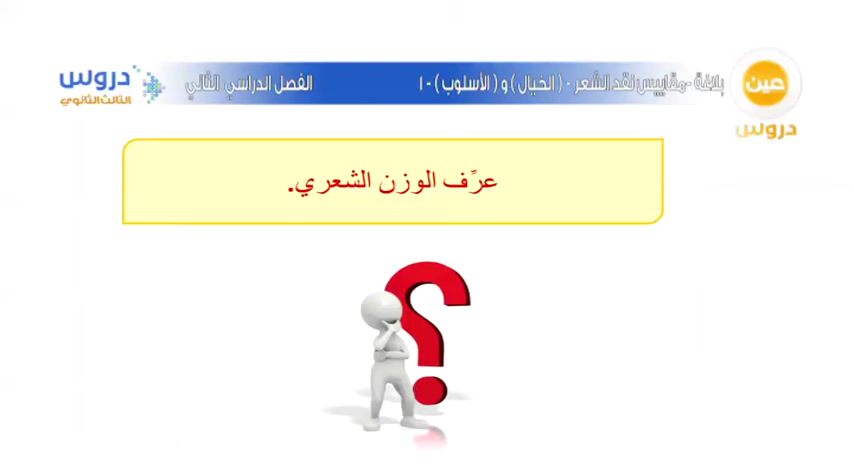 عين
دروس
بلاغة -مقاييس نقد الشعر - ( الخيال ) و ( الأسلوب ) - ١
الفصل الدراسي الثاني
دروس
الثالث الثانوي
عرِّف الوزن الشعري.